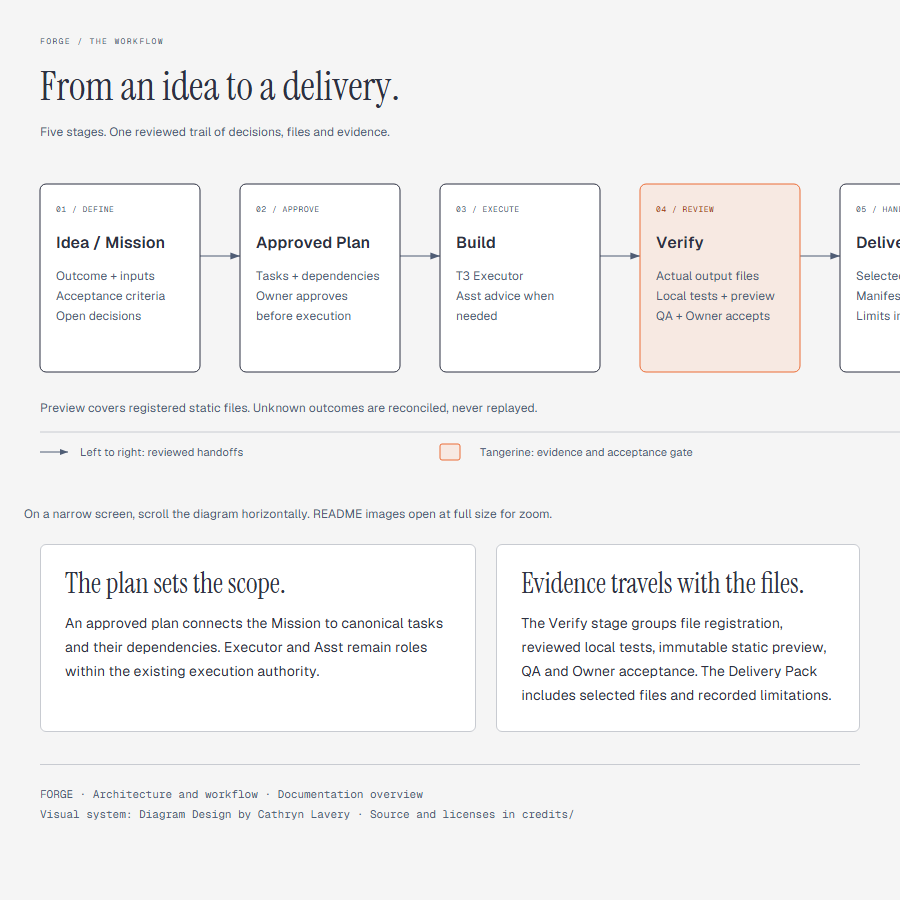 FORGE / THE WORKFLOW
From an idea to a delivery.
Five stages. One reviewed trail of decisions, files and evidence.
01 / DEFINE
Idea / Mission
Outcome + inputs
Acceptance criteria
Open decisions
02 / APPROVE
Approved Plan
Tasks + dependencies
Owner approves
before execution
03 / EXECUTE
Build
T3 Executor
Asst advice when
needed
04 / REVIEW
Verify
Actual output files
Local tests + preview
QA + Owner accepts
05 /
Preview covers registered static files. Unknown outcomes are reconciled, never replayed.
Left to right: reviewed handoffs
Tangerine: evidence and acceptance gate
On a narrow screen, scroll the diagram horizontally. README images open at full size for zoom.
The plan sets the scope.
An approved plan connects the Mission to canonical tasks
and their dependencies. Executor and Asst remain roles
within the existing execution authority.
Evidence travels with the files.
The Verify stage groups file registration,
reviewed local tests, immutable static preview,
QA and Owner acceptance. The Delivery Pack
includes selected files and recorded limitations.
FORGE · Architecture and workflow · Documentation overview
Visual system: Diagram Design by Cathryn Lavery · Source and licenses in credits/